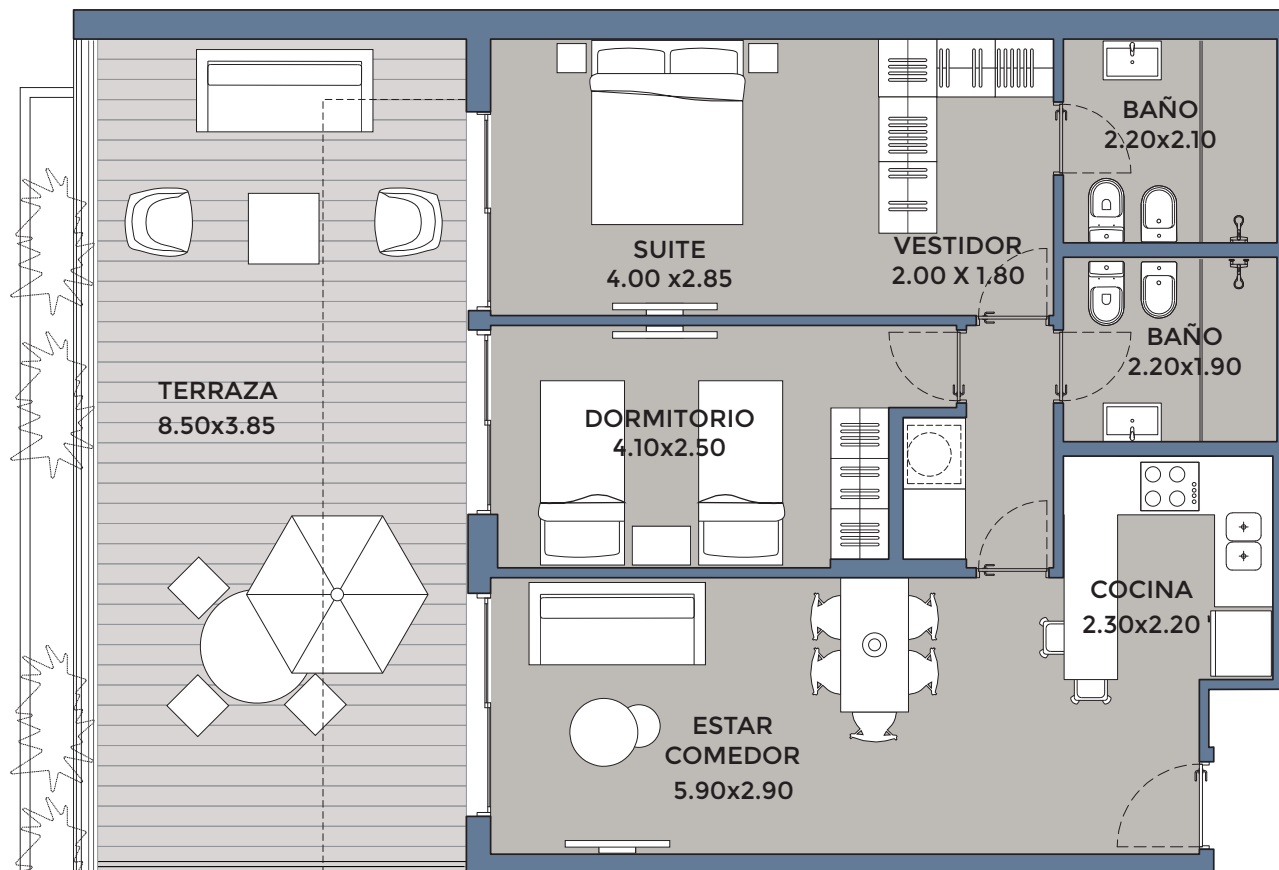 BAÑO
2.20x2.10
SUITE
4.00 x2.85
VESTIDOR
2.00 X 1.80
BAÑO
2.20x1.90
TERRAZA
8.50x3.85
DORMITORIO
4.10x2.50
COCINA
2.30x2.20 '
ESTAR
COMEDOR
5.90x2.90